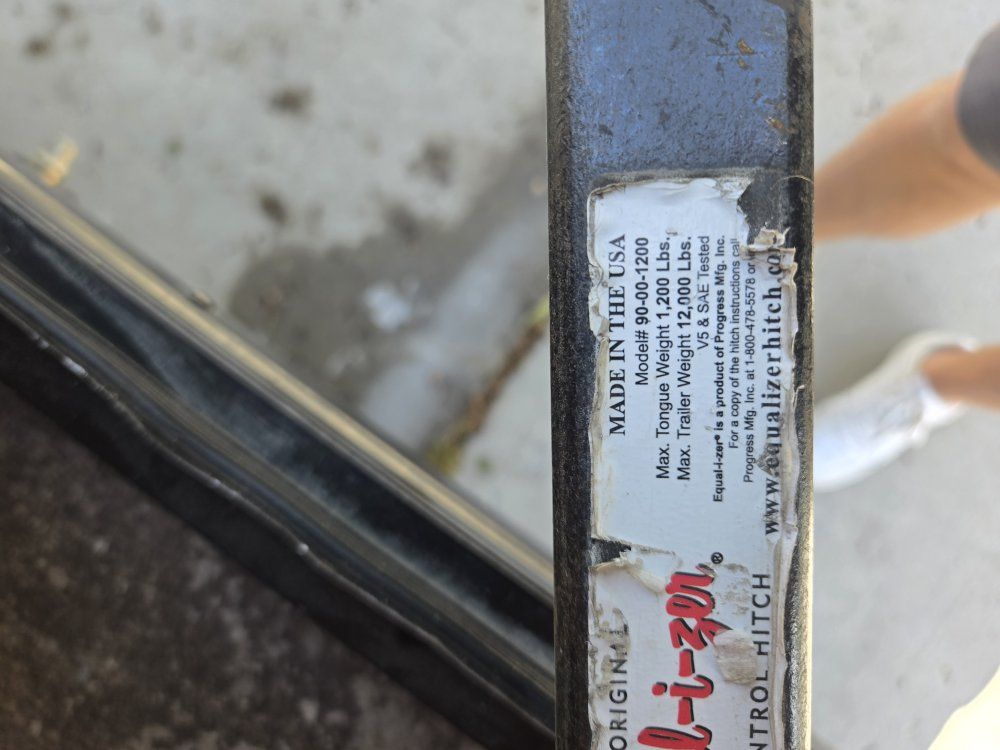 MADE IN THE USA
Model# 90-00-1200
Max. Tongue Weight 1,200 Lbs.
Max. Trailer Weight 12,000 Lbs.
V5 & SAE Tested
Equal-i-zer® is a product of Progress Mfg. Inc.
For a copy of the hitch instructions call
Progress Mfg. Inc. at 1-800-478-5578 or
www.equalizerhitch.co
ORIGINAL
l-i-zer®
NTROL HITCH